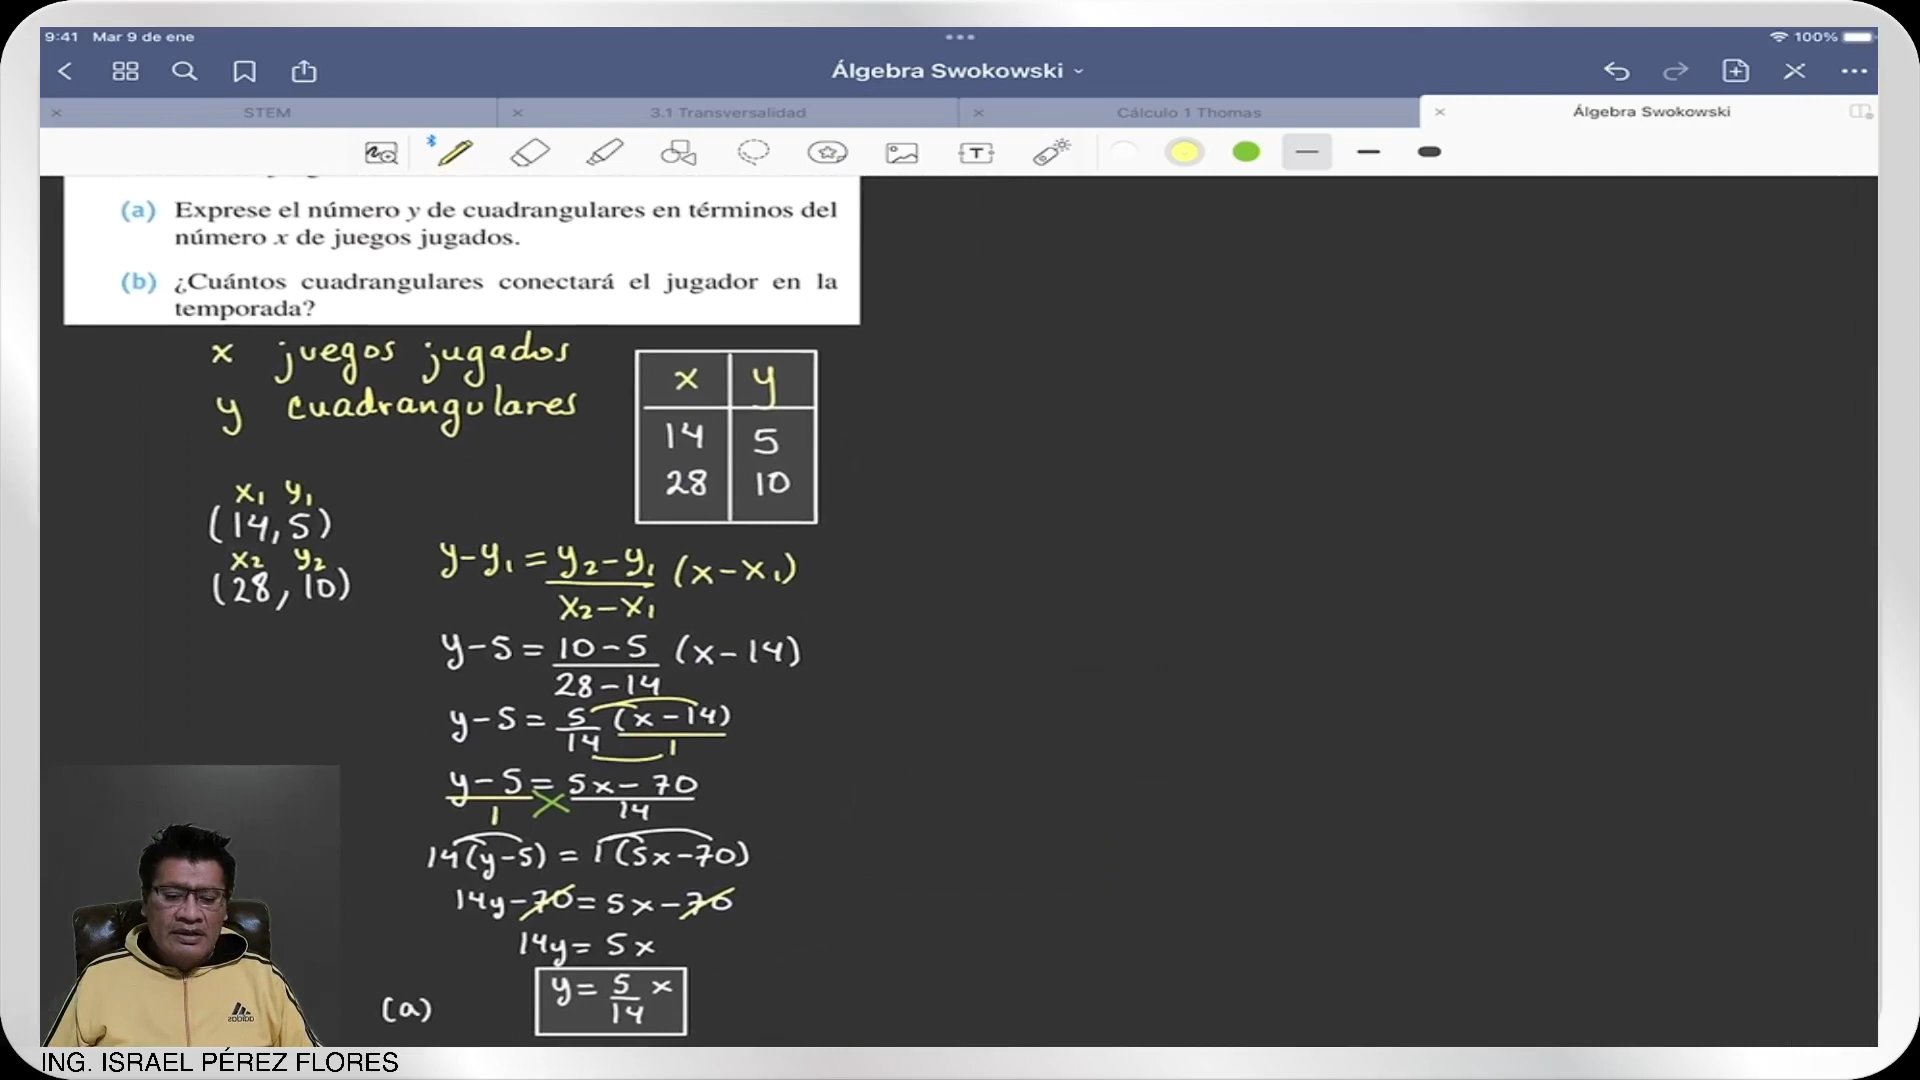 9:41 Mar 9 de ene
100%
Álgebra Swokowski
STEM
3.1 Transversalidad
Cálculo 1 Thomas
Álgebra Swokowski
(a) Exprese el número y de cuadrangulares en términos del
número x de juegos jugados.
(b) ¿Cuántos cuadrangulares conectará el jugador en la
temporada?
x juegos jugados
y cuadrangulares
x y
14 5
28 10
x₁ y₁
(14,5)
x₂ y₂
(28,10)
y-y₁ = y₂-y₁ (x-x₁)
x₂-x₁
y-5 = 10-5 (x-14)
28-14
y-5 = 5 (x-14)
14 1
y-5 = 5x-70
1 14
14(y-5) = 1(5x-70)
14y-70 = 5x-70
14y = 5x
(a) y = 5 x
14
adidas
ING. ISRAEL PÉREZ FLORES